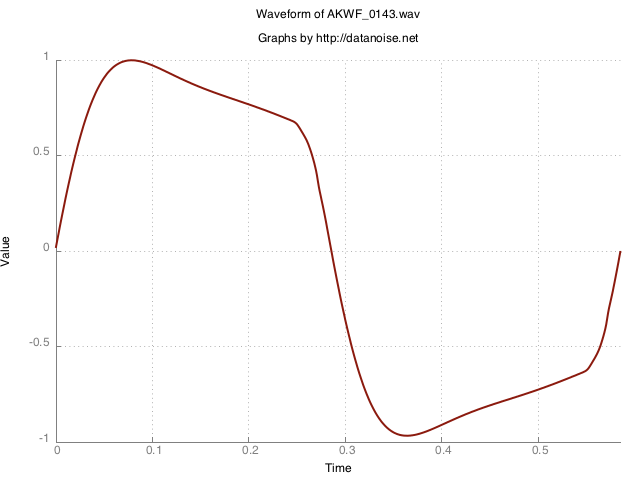 Waveform of AKWF_0143.wav
Graphs by http://datanoise.net
1
0.5
0
-0.5
-1
Value
0 0.1 0.2 0.3 0.4 0.5
Time